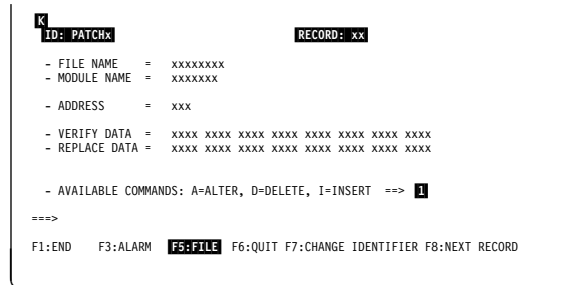 K
ID: PATCHx RECORD: xx
- FILE NAME = xxxxxxxx
- MODULE NAME = xxxxxxx
- ADDRESS = xxx
- VERIFY DATA = xxxx xxxx xxxx xxxx xxxx xxxx xxxx xxxx
- REPLACE DATA = xxxx xxxx xxxx xxxx xxxx xxxx xxxx xxxx
- AVAILABLE COMMANDS: A=ALTER, D=DELETE, I=INSERT ==> 1
===>
F1:END F3:ALARM F5:FILE F6:QUIT F7:CHANGE IDENTIFIER F8:NEXT RECORD